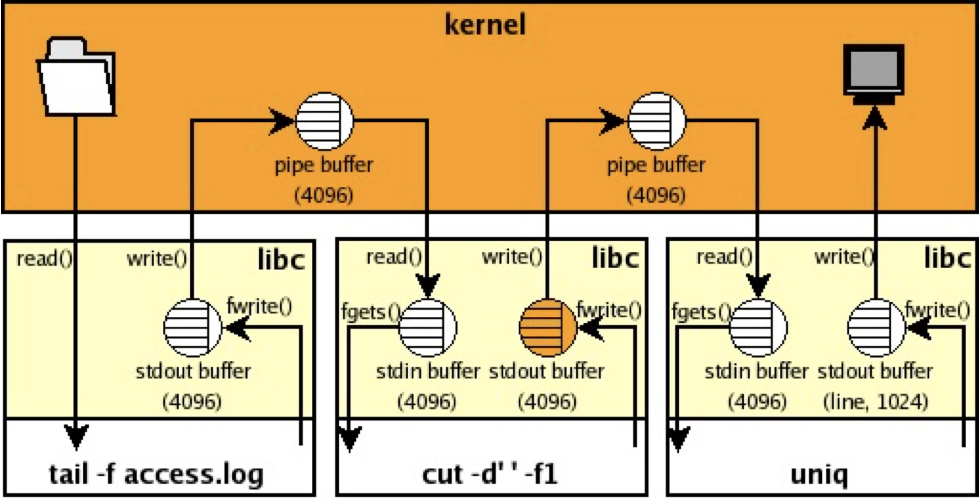 kernel
pipe buffer
(4096)
pipe buffer
(4096)
read()
write()
libc
fwrite()
stdout buffer
(4096)
tail -f access.log
read()
write()
libc
fgets()
fwrite()
stdin buffer
(4096)
stdout buffer
(4096)
cut -d' ' -f1
read()
write()
libc
fgets()
fwrite()
stdin buffer
(4096)
stdout buffer
(line, 1024)
uniq